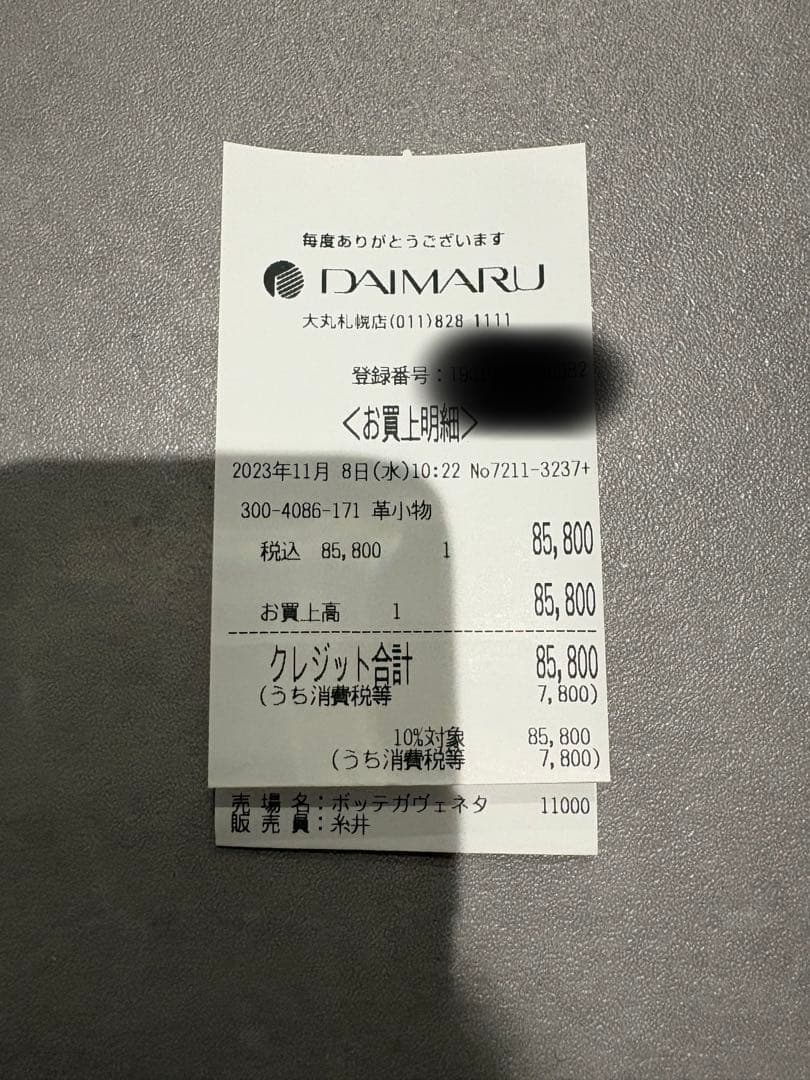 毎度ありがとうございます
DAIMARU
大丸札幌店(011)828 1111
登録番号:
<お買上明細>
2023年11月 8日(水)10:22 No7211-3237+
300-4086-171 革小物
税込 85,800 1 85,800
お買上高 1 85,800
クレジット合計 85,800
(うち消費税等 7,800)
10%対象 85,800
(うち消費税等 7,800)
売 場 名:ボッテガヴェネタ 11000
販 売 員:糸井